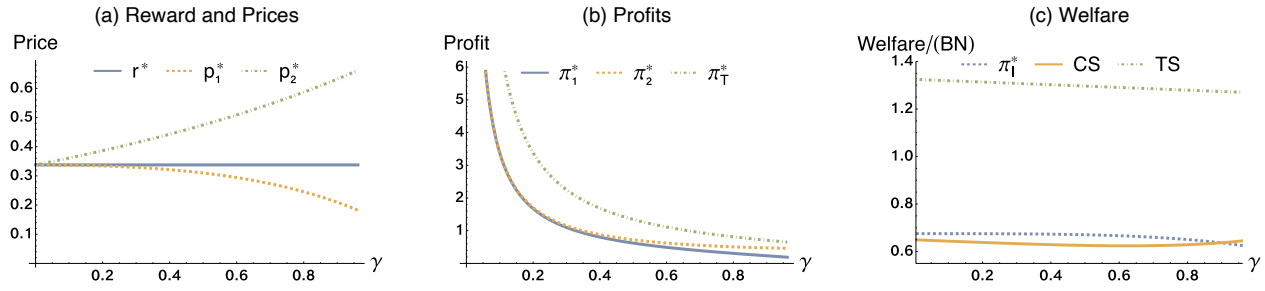 (a) Reward and Prices
Price
r* p₁* p₂*
0.6
0.5
0.4
0.3
0.2
0.1
0.2 0.4 0.6 0.8 γ
(b) Profits
Profit
π₁* π₂* π_T*
6
5
4
3
2
1
0.2 0.4 0.6 0.8 γ
(c) Welfare
Welfare/(BN)
π_I* CS TS
1.4
1.2
1.0
0.8
0.6
0.2 0.4 0.6 0.8 γ